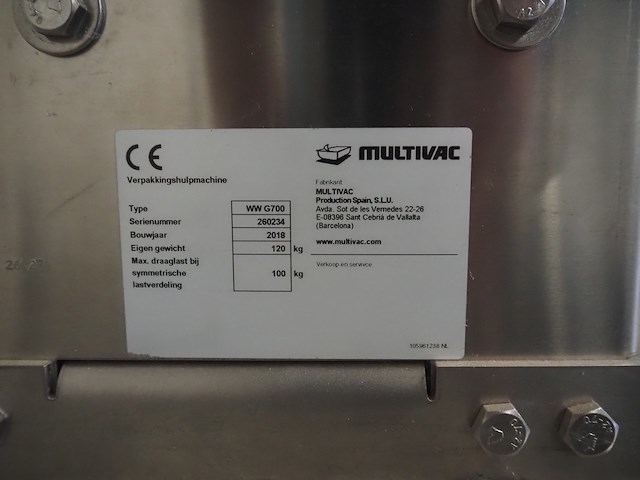 CE
MULTIVAC
Verpakkingshulpmachine
Type WW G700
Serienummer 260234
Bouwjaar 2018
Eigen gewicht 120 kg
Max. draaglast bij
symmetrische 100 kg
lastverdeling
Fabrikant
MULTIVAC
Production Spain, S.L.U.
Avda. Sot de les Vernedes 22-26
E-08396 Sant Cebrià de Vallalta
(Barcelona)
www.multivac.com
Verkoop en service